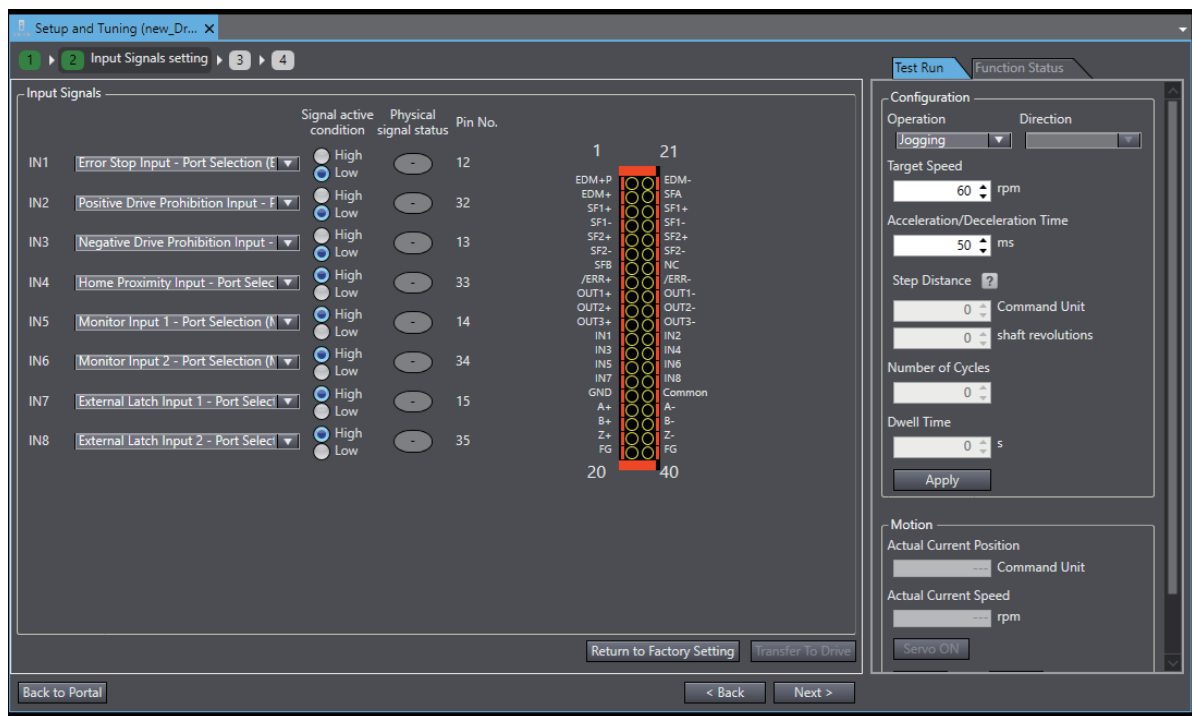 Setup and Tuning (new_Dr... ×
1 2 Input Signals setting 3 4
Input Signals
Signal active condition Physical signal status Pin No.
IN1 Error Stop Input - Port Selection (E High Low - 12
IN2 Positive Drive Prohibition Input - F High Low - 32
IN3 Negative Drive Prohibition Input - High Low - 13
IN4 Home Proximity Input - Port Selec High Low - 33
IN5 Monitor Input 1 - Port Selection (M High Low - 14
IN6 Monitor Input 2 - Port Selection (M High Low - 34
IN7 External Latch Input 1 - Port Select High Low - 15
IN8 External Latch Input 2 - Port Select High Low - 35
1 21
EDM+P EDM-
EDM+ SFA
SF1+ SF1+
SF1- SF1-
SF2+ SF2+
SF2- SF2-
SFB NC
/ERR+ /ERR-
OUT1+ OUT1-
OUT2+ OUT2-
OUT3+ OUT3-
IN1 IN2
IN3 IN4
IN5 IN6
IN7 IN8
GND Common
A+ A-
B+ B-
Z+ Z-
FG FG
20 40
Return to Factory Setting Transfer To Drive
Back to Portal < Back Next >
Test Run Function Status
Configuration
Operation Direction
Jogging
Target Speed
60 rpm
Acceleration/Deceleration Time
50 ms
Step Distance ?
0 Command Unit
0 shaft revolutions
Number of Cycles
0
Dwell Time
0 s
Apply
Motion
Actual Current Position
--- Command Unit
Actual Current Speed
--- rpm
Servo ON